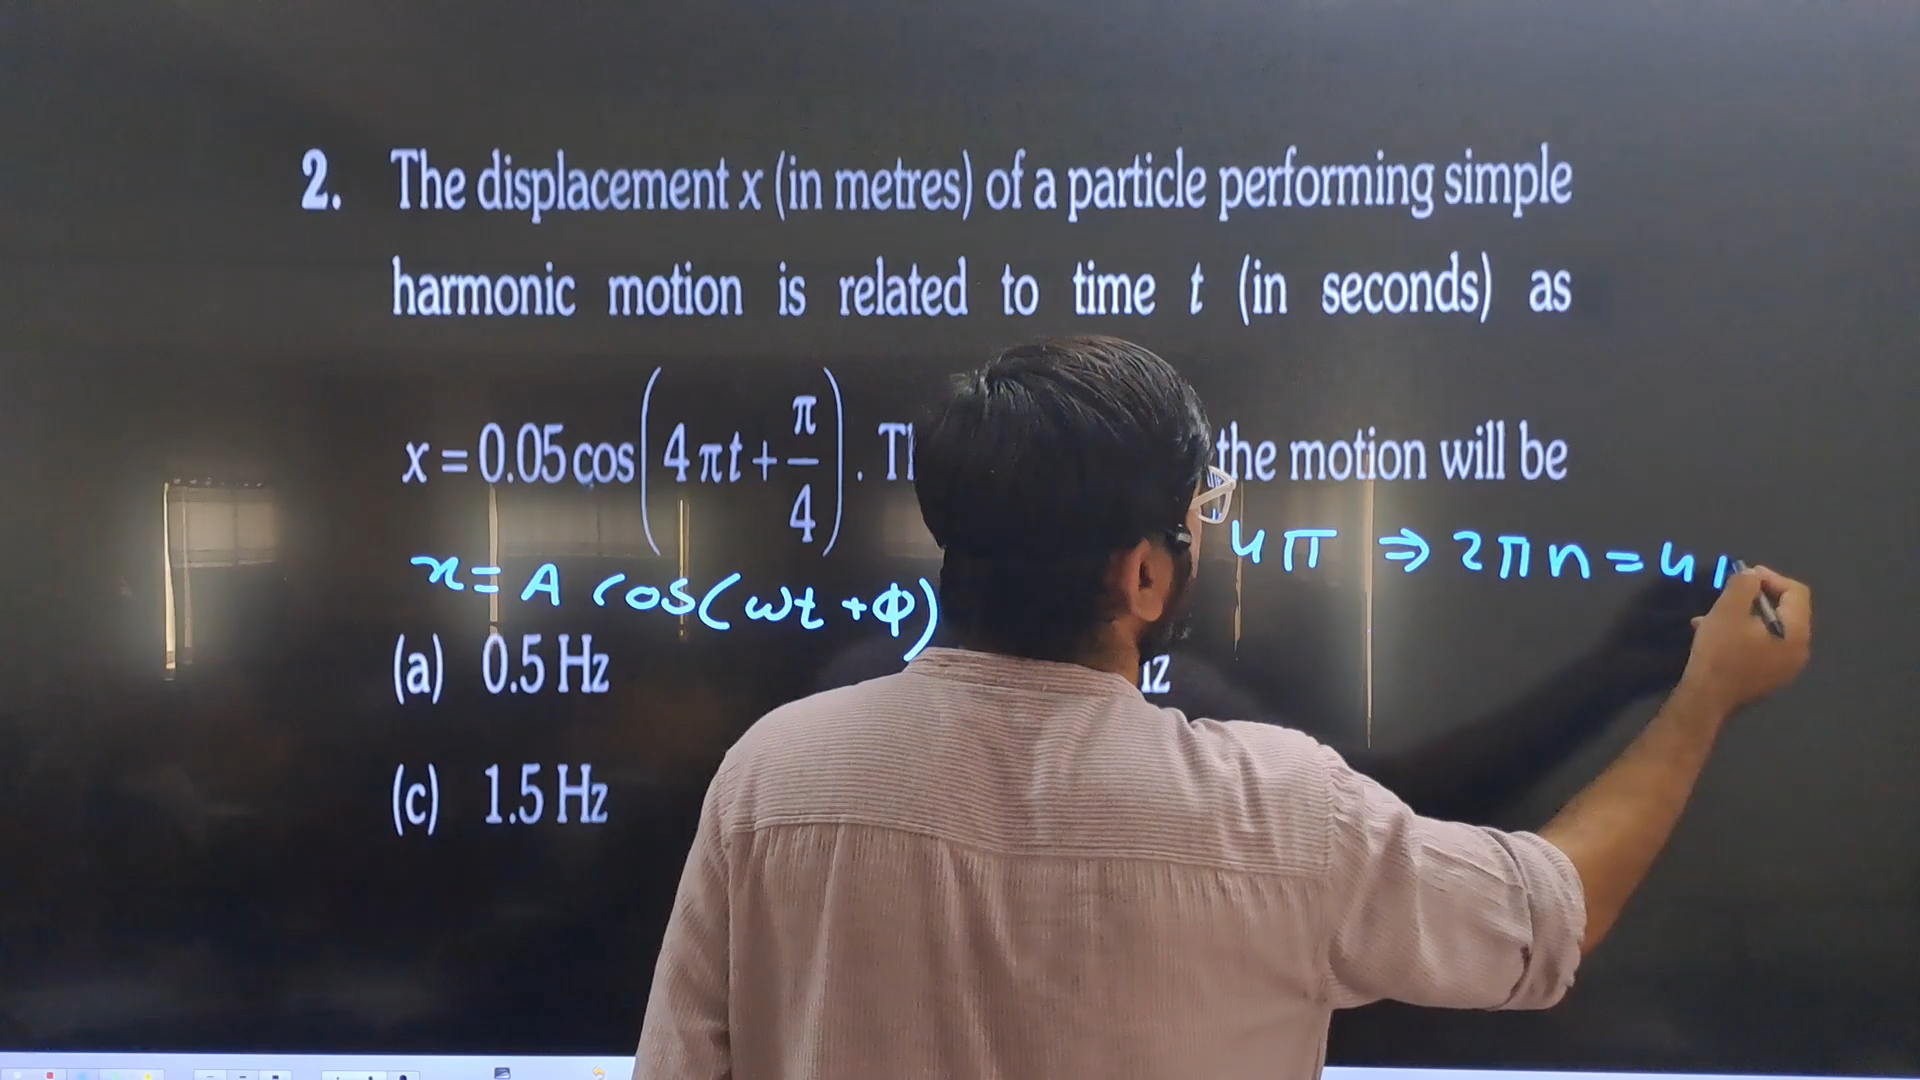 2. The displacement x (in metres) of a particle performing simple
harmonic motion is related to time t (in seconds) as
x = 0.05 cos(4πt + π/4). the motion will be
4π ⇒ 2πn = 4
x = A cos(ωt + φ)
(a) 0.5 Hz
(c) 1.5 Hz